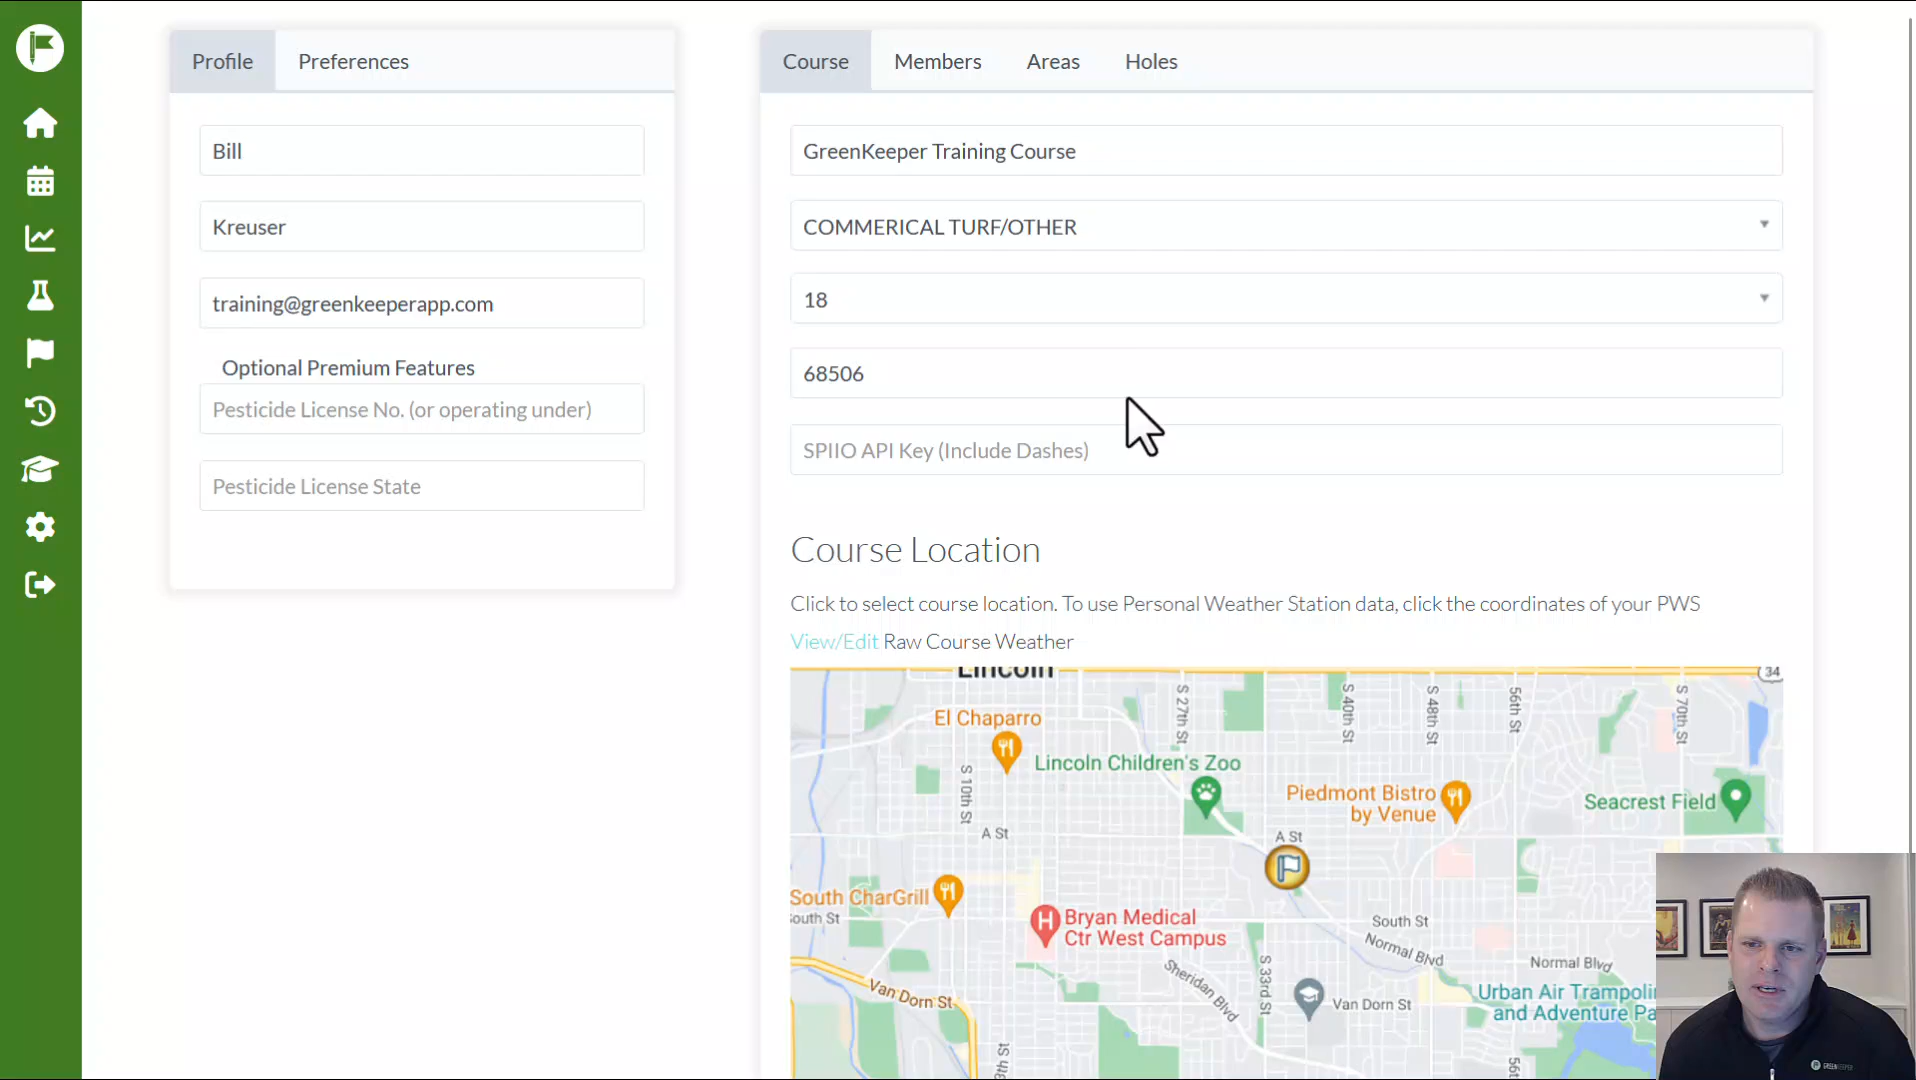 Profile
Preferences
Bill
Kreuser
training@greenkeeperapp.com
Optional Premium Features
Pesticide License No. (or operating under)
Pesticide License State
Course
Members
Areas
Holes
GreenKeeper Training Course
COMMERICAL TURF/OTHER
18
68506
SPIIO API Key (Include Dashes)
Course Location
Click to select course location. To use Personal Weather Station data, click the coordinates of your PWS
View/Edit Raw Course Weather
Lincoln
34
El Chaparro
S 27th St
S 40th St
S 48th St
56th St
S 70th St
Lincoln Children's Zoo
S 10th St
Piedmont Bistro
by Venue
Seacrest Field
A St
A St
South CharGrill
South St
Bryan Medical
Ctr West Campus
South St
Normal Blvd
Normal Blvd
Sheridan Blvd
S 33rd St
Van Dorn St
Van Dorn St
Urban Air Trampoli
and Adventure Pa
8th St
56t